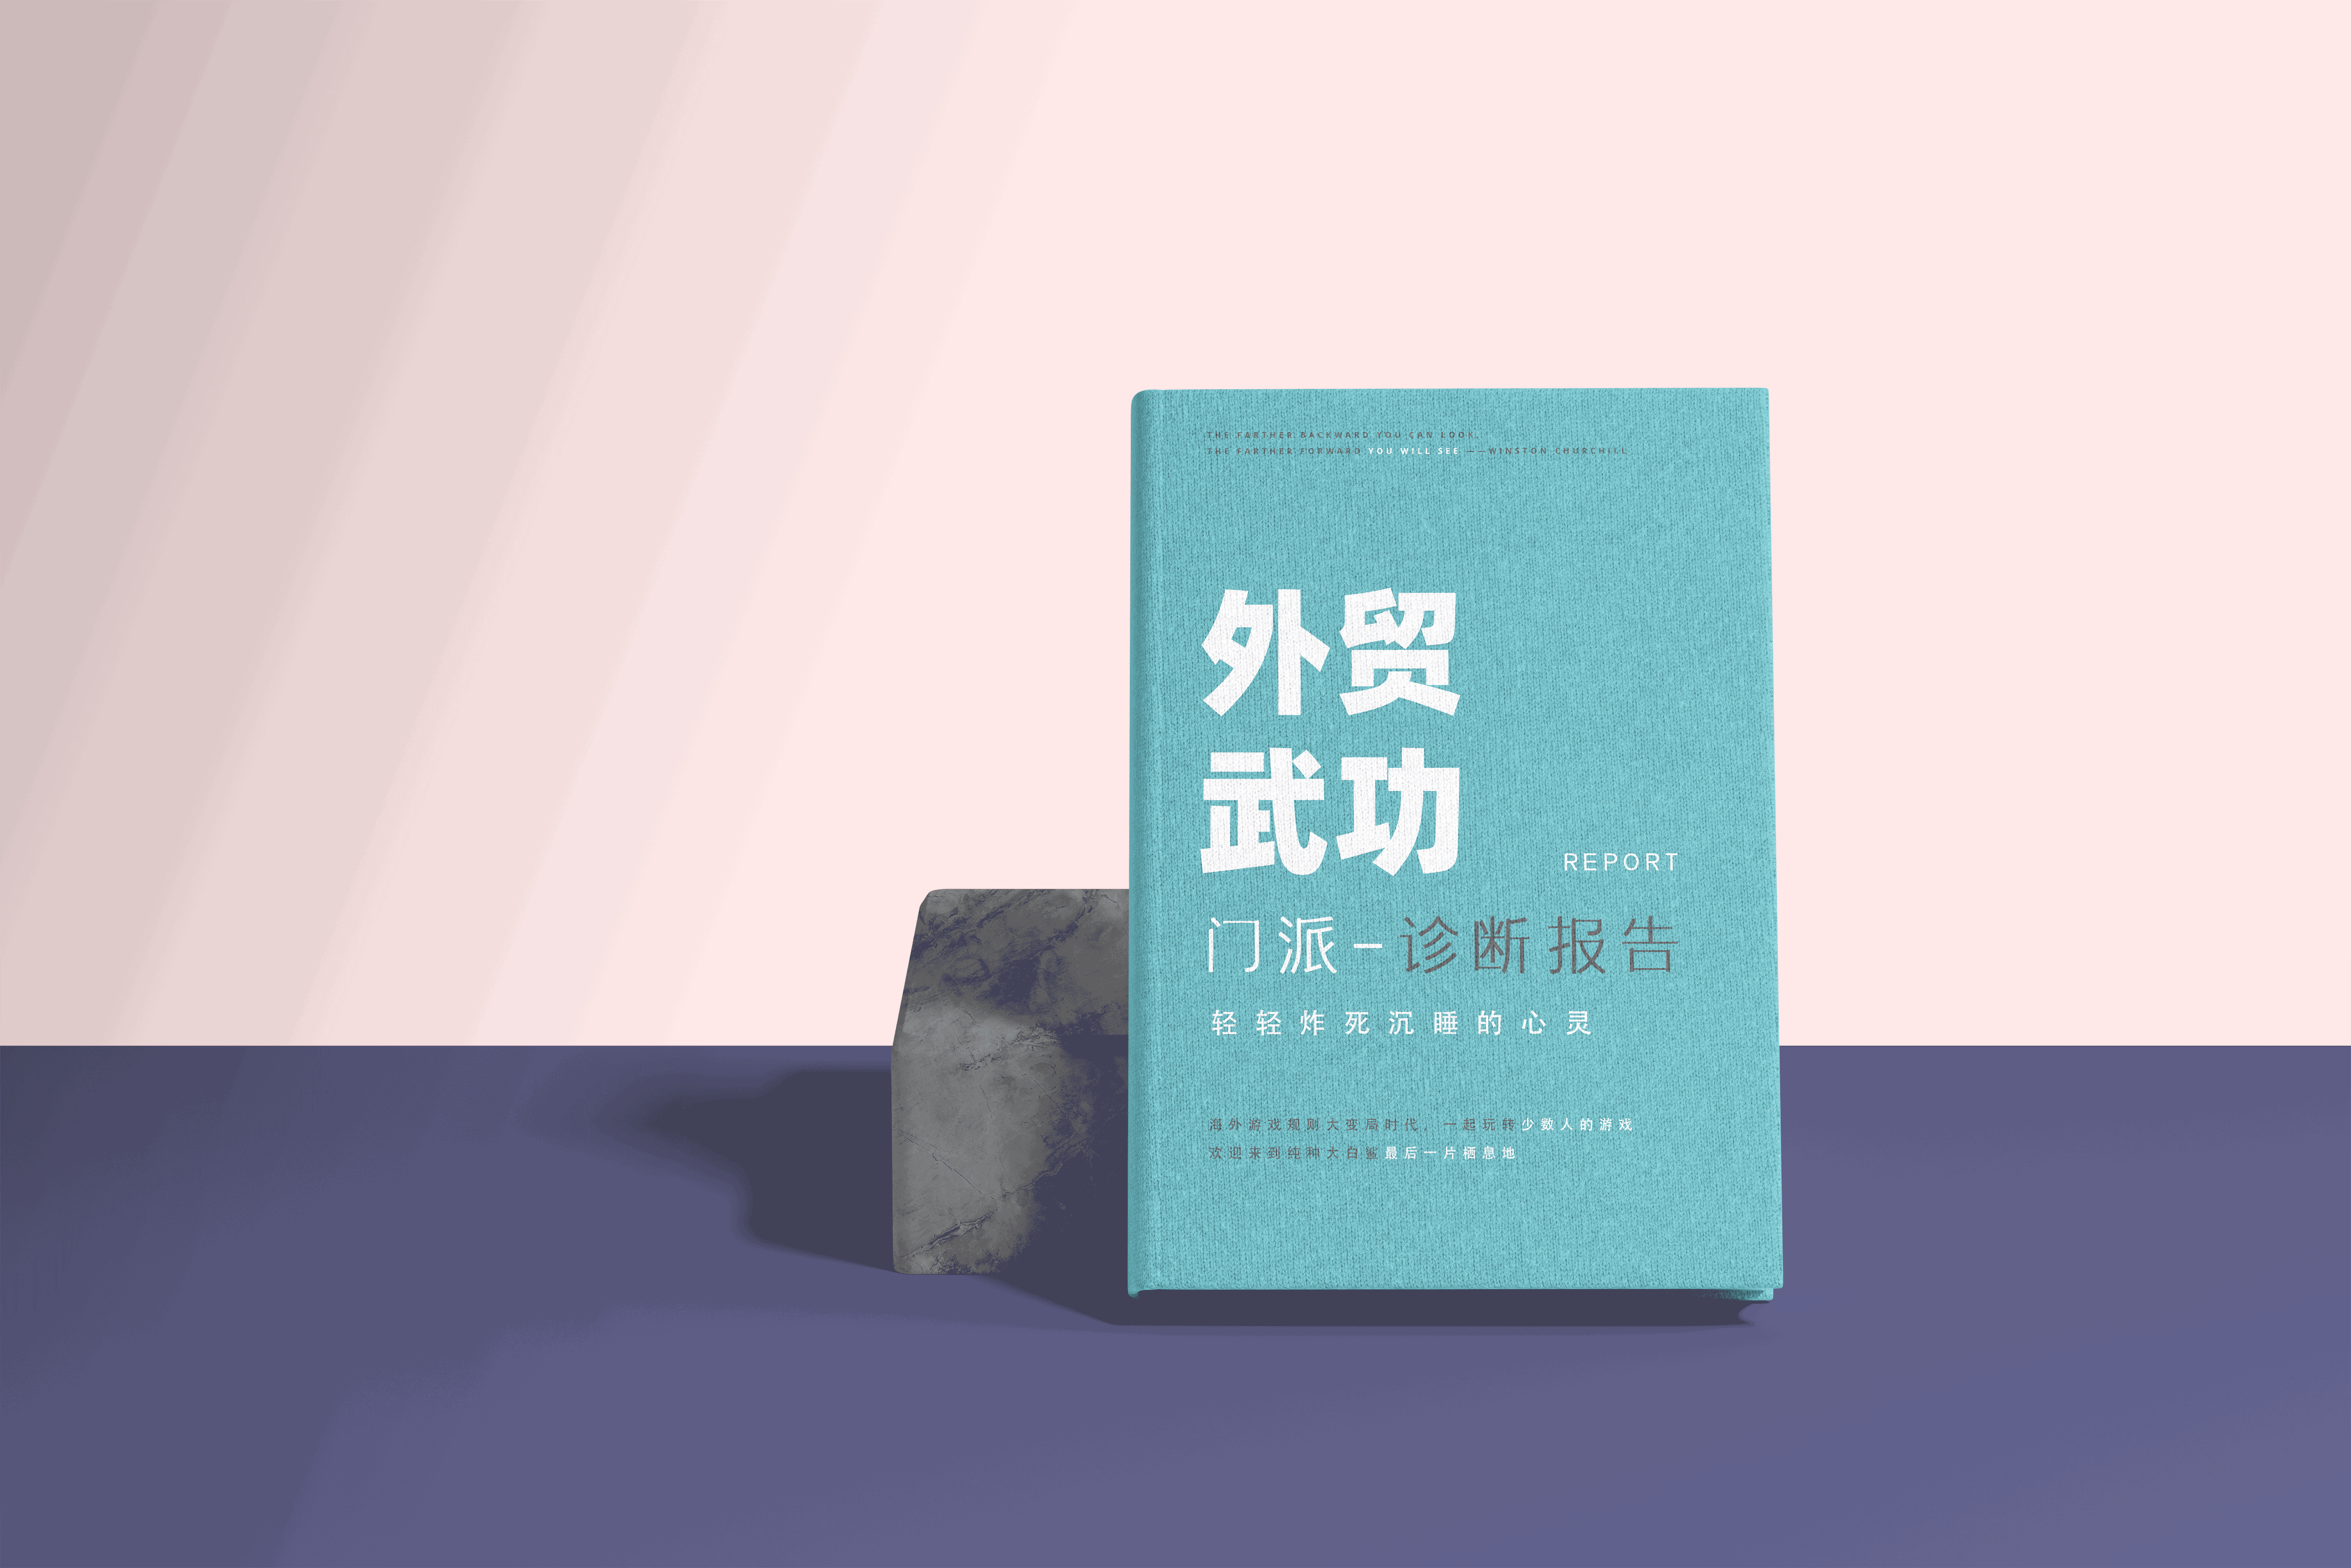 THE FARTHER BACKWARD YOU CAN LOOK,
THE FARTHER FORWARD YOU WILL SEE ——WINSTON CHURCHILL
外贸
武功
REPORT
门派-诊断报告
轻轻炸死沉睡的心灵
海外游戏规则大变局时代，一起玩转少数人的游戏
欢迎来到纯种大白鲨最后一片栖息地